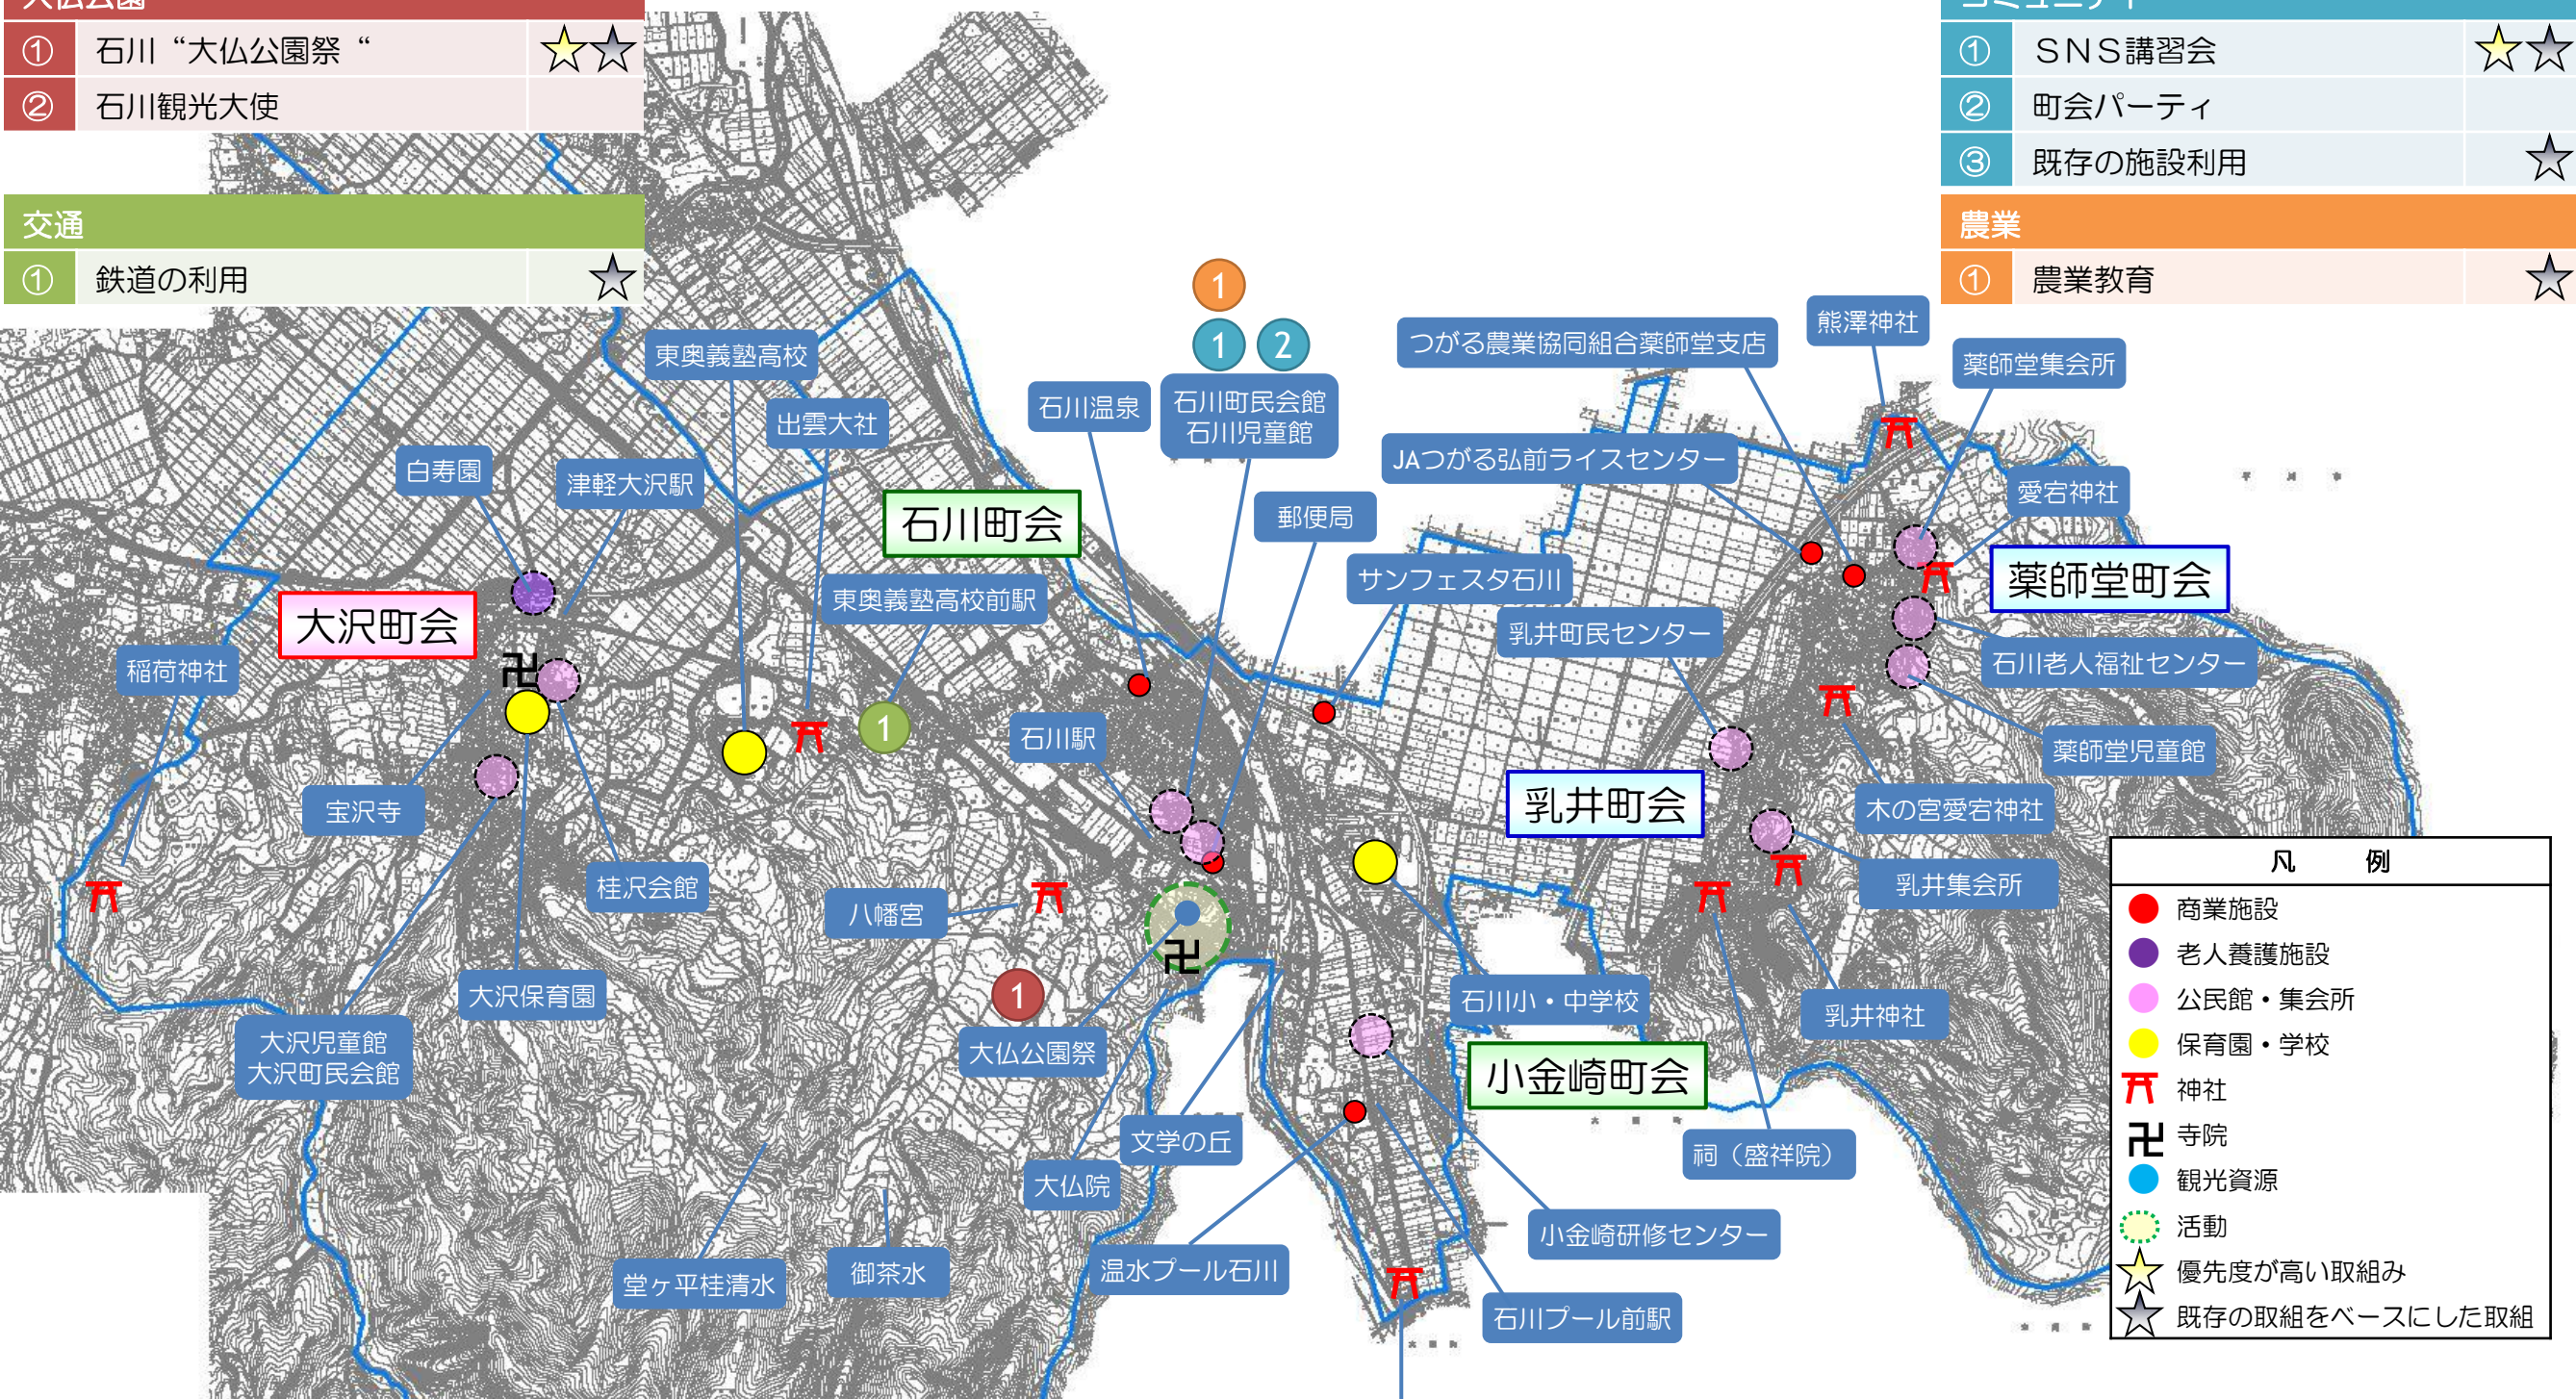 大仏公園
① 石川“大仏公園祭“
② 石川観光大使
交通
① 鉄道の利用
コミュニティ
① SNS講習会
② 町会パーティ
③ 既存の施設利用
農業
① 農業教育
1
1 2
東奥義塾高校
出雲大社
石川温泉
石川町民会館
石川児童館
つがる農業協同組合薬師堂支店
熊澤神社
薬師堂集会所
白寿園
津軽大沢駅
石川町会
郵便局
JAつがる弘前ライスセンター
愛宕神社
大沢町会
東奥義塾高校前駅
サンフェスタ石川
乳井町民センター
薬師堂町会
稲荷神社
石川老人福祉センター
1
石川駅
薬師堂児童館
宝沢寺
乳井町会
木の宮愛宕神社
桂沢会館
八幡宮
乳井集会所
大沢保育園
1
石川小・中学校
乳井神社
大沢児童館
大沢町民会館
大仏公園祭
小金崎町会
文学の丘
祠（盛祥院）
大仏院
小金崎研修センター
堂ヶ平桂清水
御茶水
温水プール石川
石川プール前駅
凡 例
商業施設
老人養護施設
公民館・集会所
保育園・学校
神社
寺院
観光資源
活動
優先度が高い取組み
既存の取組をベースにした取組